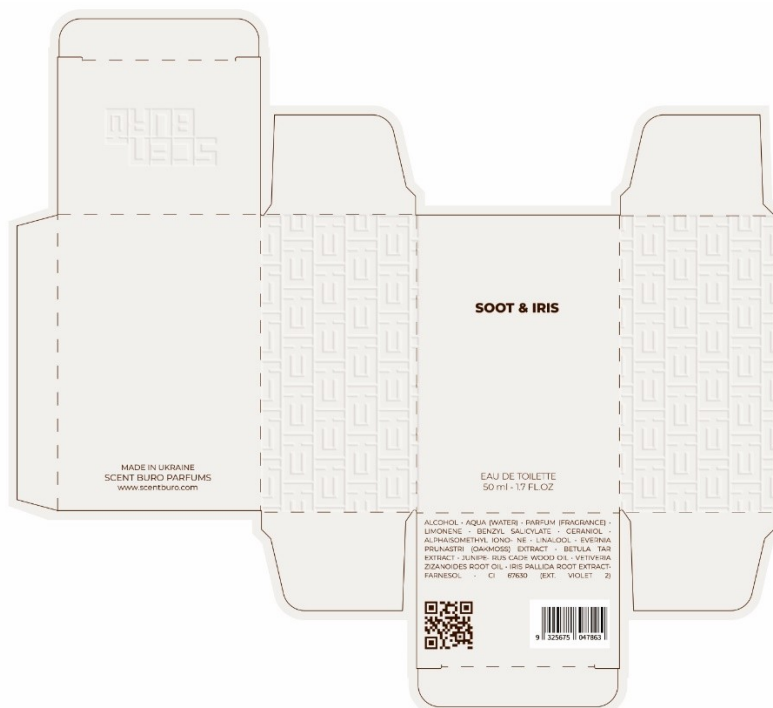 SCENT
BURO
SOOT & IRIS
MADE IN UKRAINE
SCENT BURO PARFUMS
www.scentburo.com
EAU DE TOILETTE
50 ml - 1.7 FL.OZ
ALCOHOL - AQUA (WATER) - PARFUM (FRAGRANCE) -
LIMONENE - BENZYL SALICYLATE - CERANIOL -
ALPHAISOMETHYL IONO- NE - LINALOOL - EVERNIA
PRUNASTRI (OAKMOSS) EXTRACT - BETULA TAR
EXTRACT - JUNIPE- RUS CADE WOOD OIL - VETIVERIA
ZIZANOIDES ROOT OIL - IRIS PALLIDA ROOT EXTRACT-
FARNESOL - CI 67630 (EXT. VIOLET 2)
9 325675 047863